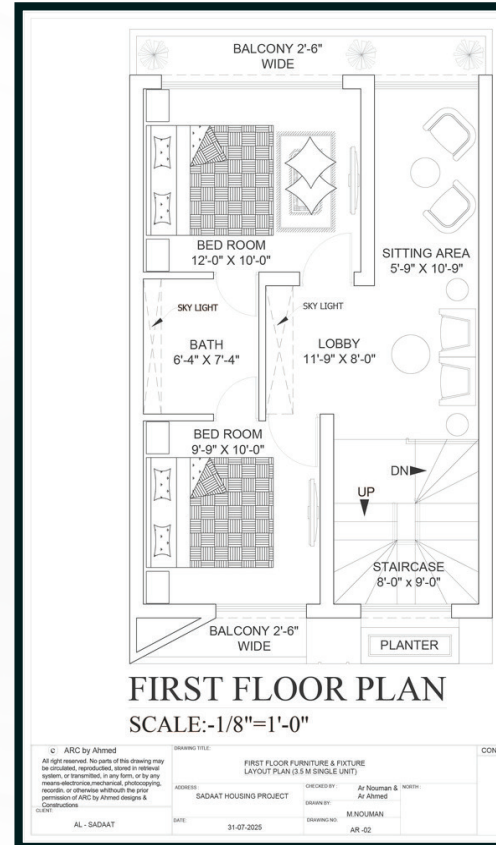 BALCONY 2'-6"
WIDE
BED ROOM
12'-0" X 10'-0"
SITTING AREA
5'-9" X 10'-9"
SKY LIGHT
SKY LIGHT
BATH
6'-4" X 7'-4"
LOBBY
11'-9" X 8'-0"
BED ROOM
9'-9" X 10'-0"
DN
UP
STAIRCASE
8'-0" x 9'-0"
BALCONY 2'-6"
WIDE
PLANTER
FIRST FLOOR PLAN
SCALE:-1/8"=1'-0"
C ARC by Ahmed
All right reserved. No parts of this drawing may
be circulated, reproducted, stored in retrieval
system, or transmitted, in any form, or by any
means-electronice,mechanical, photocopying,
recordin, or otherwise whithouth the prior
permission of ARC by Ahmed designs &
Constructions
CLIENT:
AL - SADAAT
DRAWING TITLE:
FIRST FLOOR FURNITURE & FIXTURE
LAYOUT PLAN (3.5 M SINGLE UNIT)
ADDRESS:
SADAAT HOUSING PROJECT
DATE:
31-07-2025
CHECKED BY:
Ar Nouman &
Ar Ahmed
DRAWN BY:
M.NOUMAN
DRAWING NO:
AR -02
NORTH:
CON